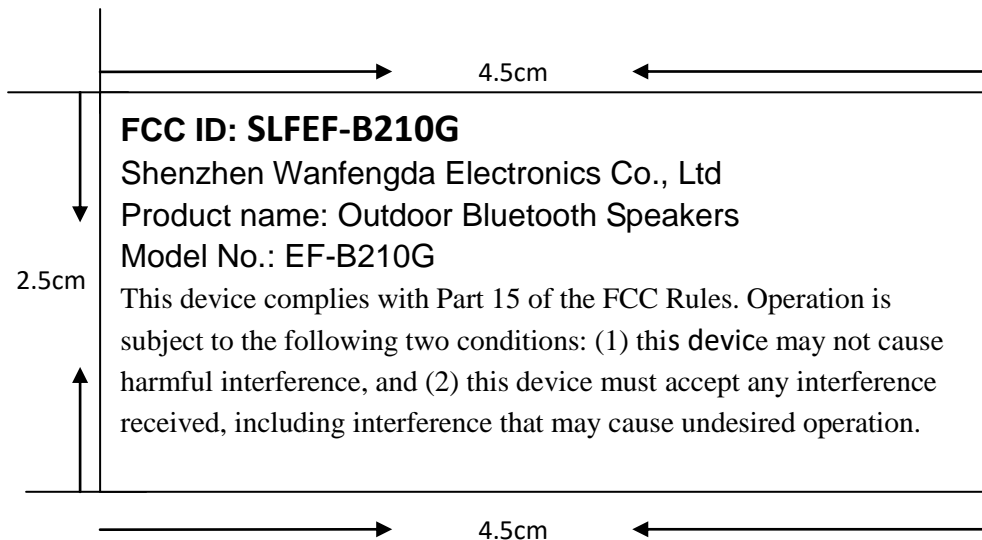 4.5cm
FCC ID: SLFEF-B210G
Shenzhen Wanfengda Electronics Co., Ltd
Product name: Outdoor Bluetooth Speakers
Model No.: EF-B210G
2.5cm
This device complies with Part 15 of the FCC Rules. Operation is
subject to the following two conditions: (1) this device may not cause
harmful interference, and (2) this device must accept any interference
received, including interference that may cause undesired operation.
4.5cm